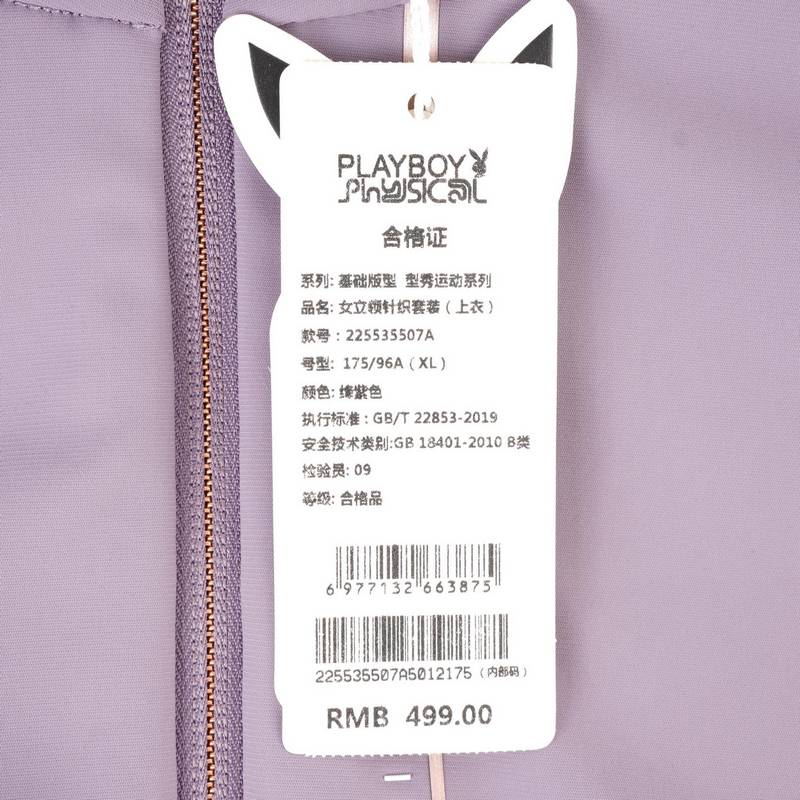 PLAYBOY
PhYSICAL
合格证
系列: 基础版型 型秀运动系列
品名: 女立领针织套装（上衣）
款号：225535507A
号型: 175/96A（XL）
颜色: 绛紫色
执行标准：GB/T 22853-2019
安全技术类别:GB 18401-2010 B类
检验员: 09
等级: 合格品
6 977132 663875
225535507A5012175（内部码）
RMB 499.00